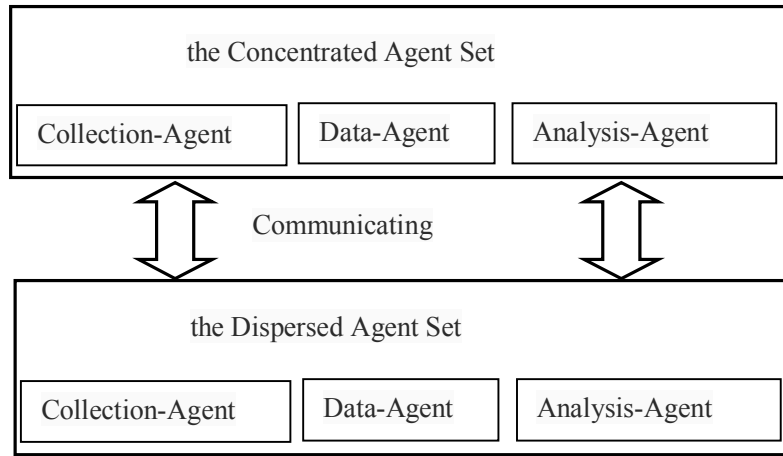 the Concentrated Agent Set
Collection-Agent Data-Agent Analysis-Agent
Communicating
the Dispersed Agent Set
Collection-Agent Data-Agent Analysis-Agent